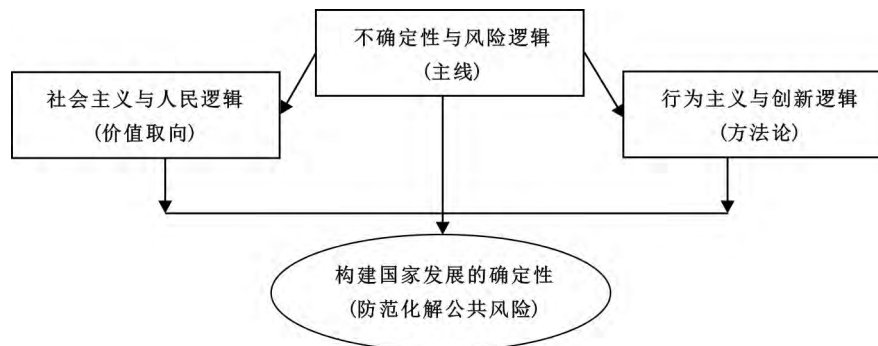 不确定性与风险逻辑
(主线)
社会主义与人民逻辑
(价值取向)
行为主义与创新逻辑
(方法论)
构建国家发展的确定性
(防范化解公共风险)